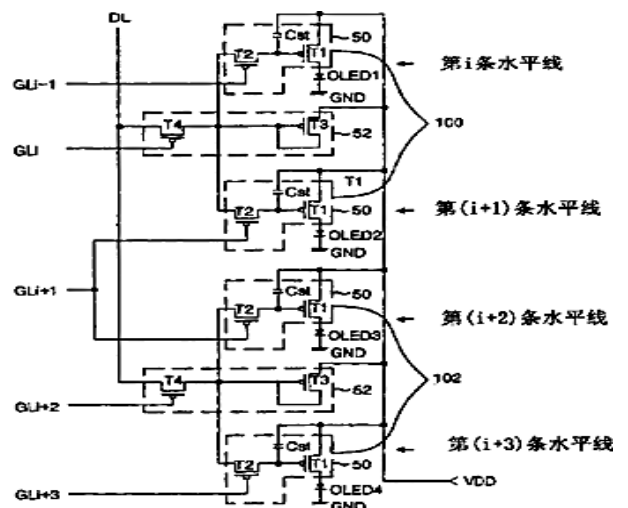 DL
Cst
50
T2
T1
第i条水平线
OLED1
GLi-1
GND
T4
T3
100
GLi
52
Cst
T1
T2
T1
50
第(i+1)条水平线
OLED2
GND
GLi+1
Cst
50
T2
T1
第(i+2)条水平线
OLED3
GND
T4
T3
102
52
GLi+2
Cst
第(i+3)条水平线
T2
T1
50
VDD
GLi+3
OLED4
GND